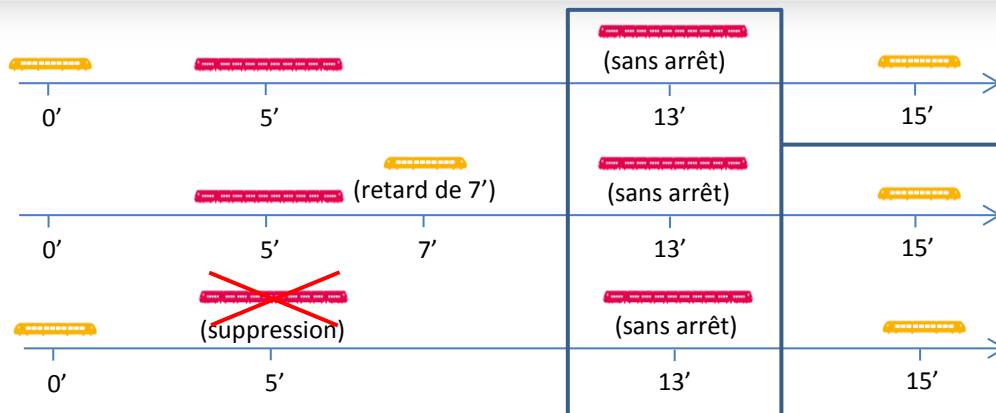 (sans arrêt)
0’ 5’ 13’ 15’
(retard de 7’) (sans arrêt)
0’ 5’ 7’ 13’ 15’
(suppression) (sans arrêt)
0’ 5’ 13’ 15’